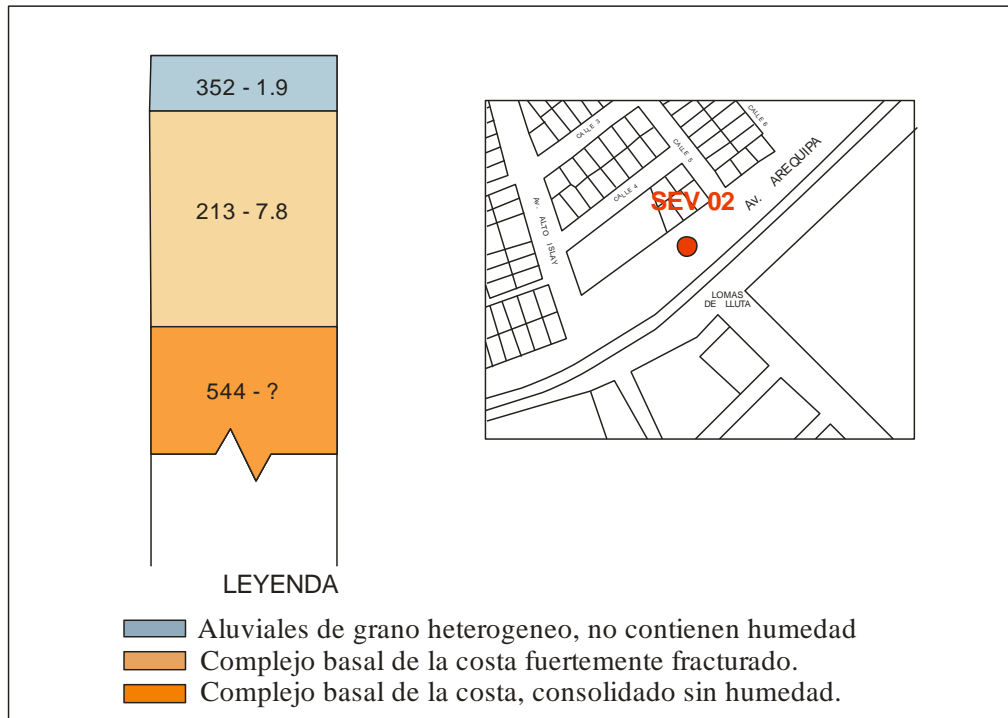 352 - 1.9
213 - 7.8
544 - ?
CALLE 3
CALLE 6
CALLE 5
CALLE 4
Av. ALTO ISLAY
SEV 02
Av. AREQUIPA
LOMAS
DE LLUTA
LEYENDA
Aluviales de grano heterogeneo, no contienen humedad
Complejo basal de la costa fuertemente fracturado.
Complejo basal de la costa, consolidado sin humedad.